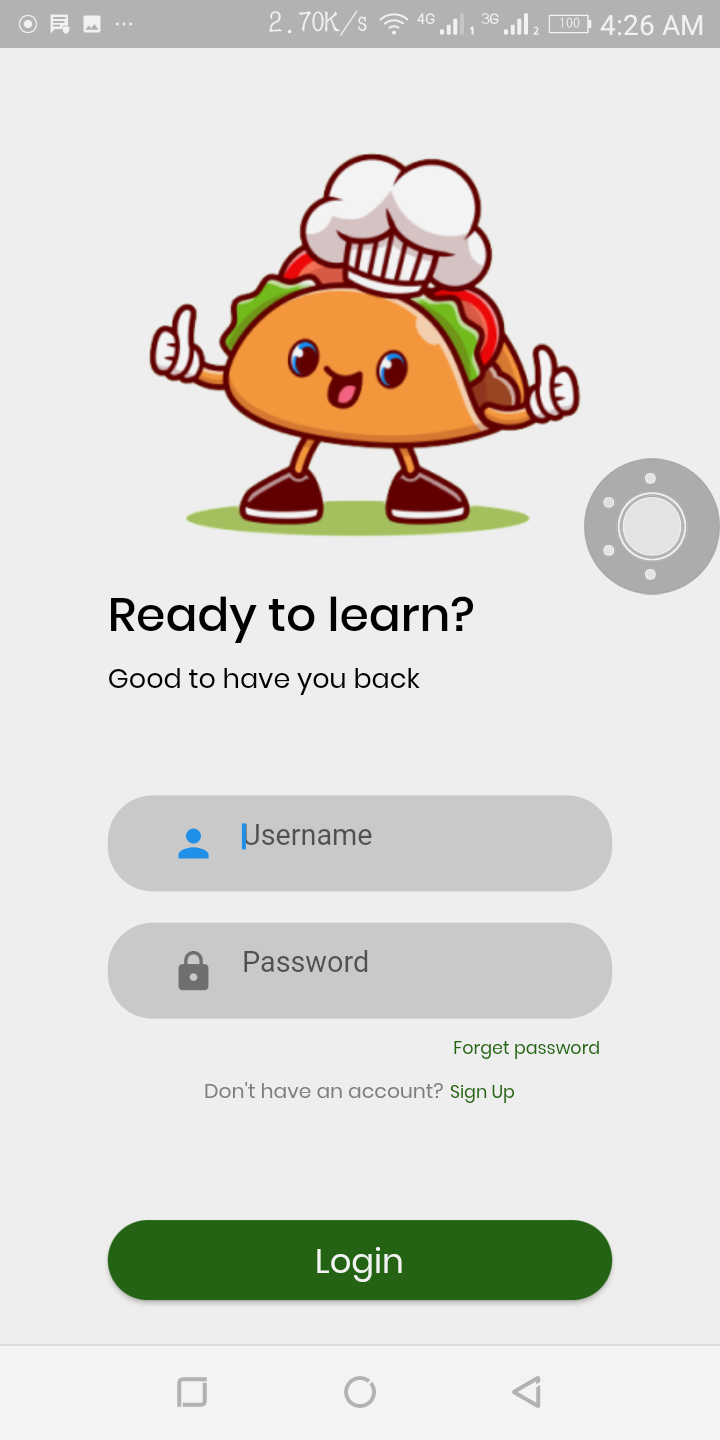 2.70K/s 4G 1 3G 2 100 4:26 AM
Ready to learn?
Good to have you back
Username
Password
Forget password
Don't have an account? Sign Up
Login